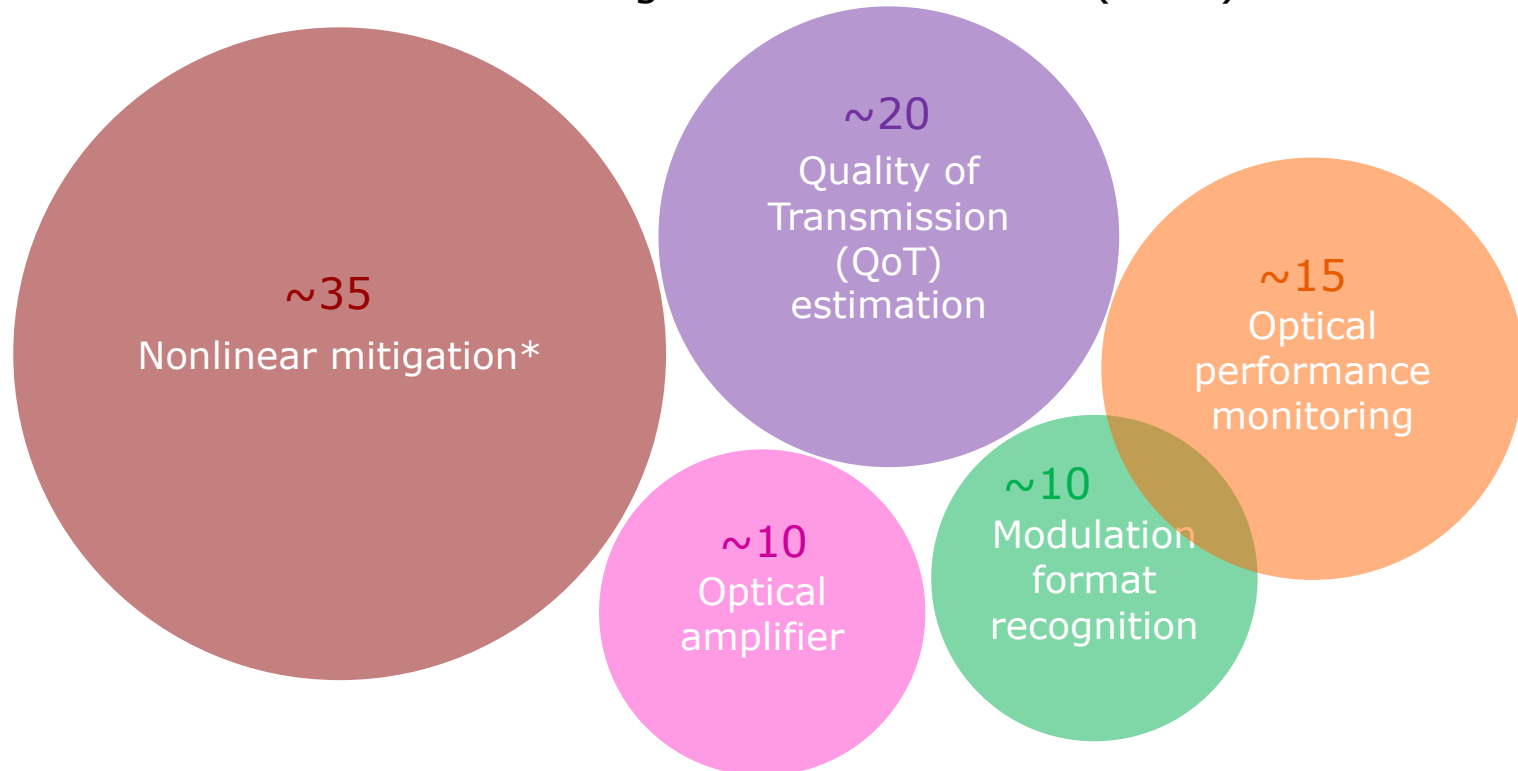 ~35
Nonlinear mitigation*
~20
Quality of
Transmission
(QoT)
estimation
~15
Optical
performance
monitoring
~10
Optical
amplifier
~10
Modulation
format
recognition